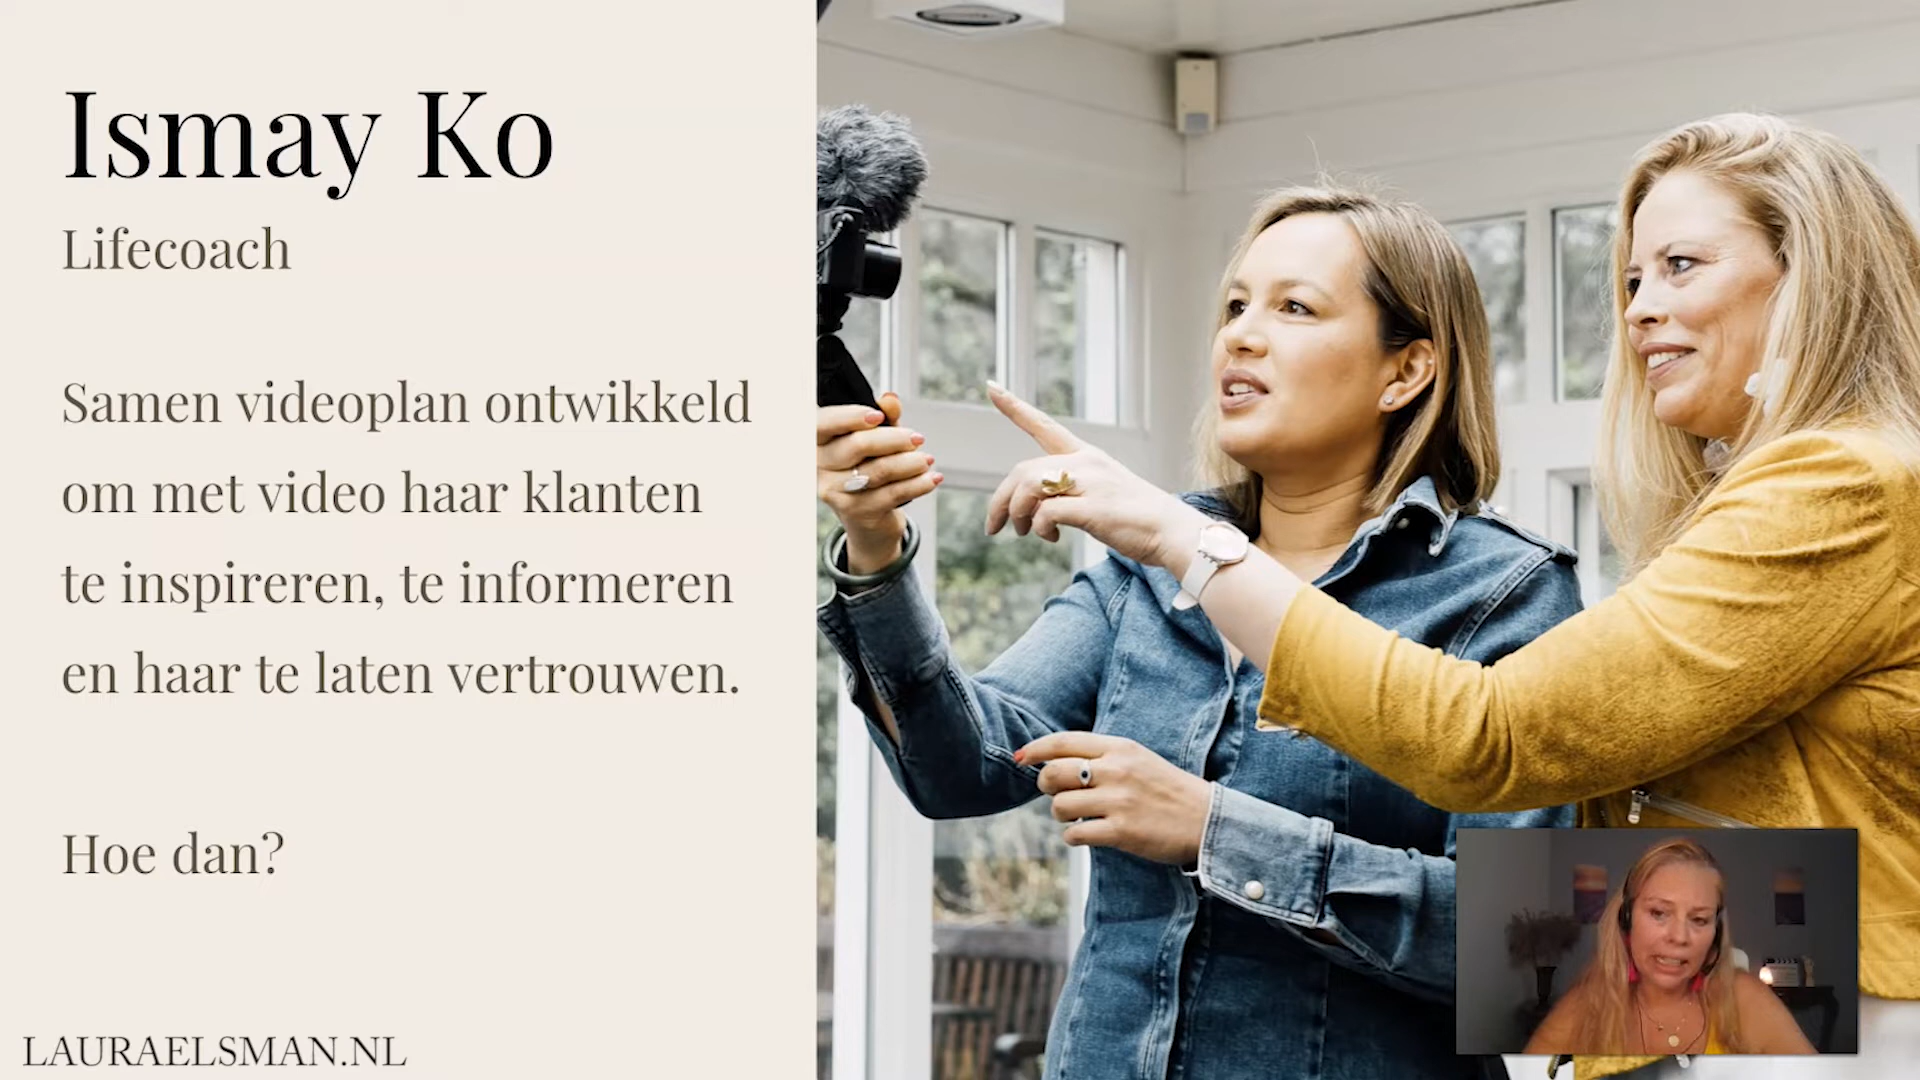 Ismay Ko
Lifecoach
Samen videoplan ontwikkeld
om met video haar klanten
te inspireren, te informeren
en haar te laten vertrouwen.
Hoe dan?
LAURAELSMAN.NL